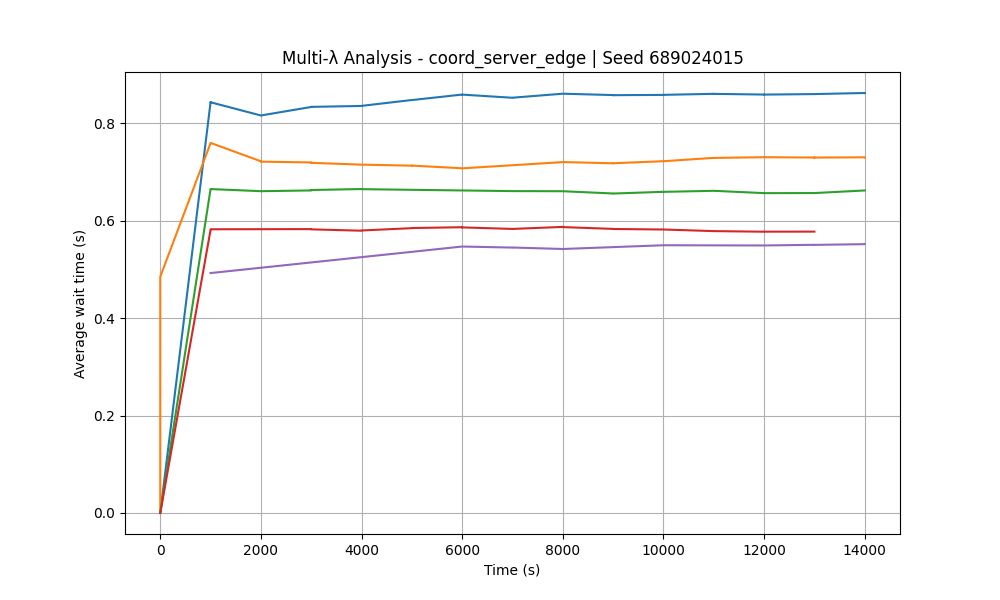 Multi-λ Analysis - coord_server_edge | Seed 689024015
Average wait time (s)
0.8
0.6
0.4
0.2
0.0
0 2000 4000 6000 8000 10000 12000 14000
Time (s)